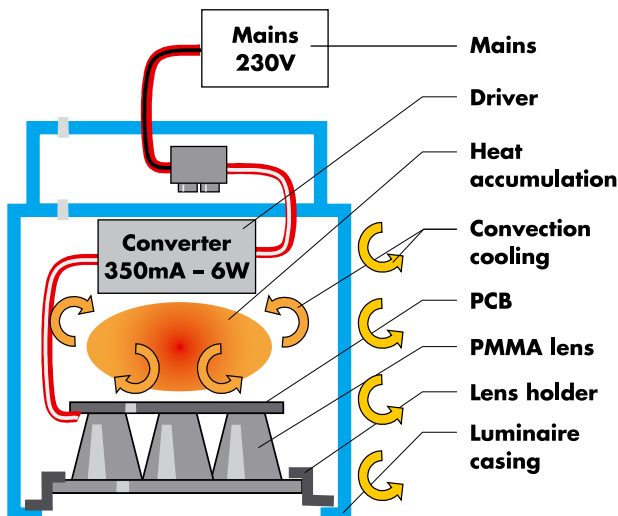 Mains
230V
Mains
Driver
Heat
accumulation
Converter
350mA – 6W
Convection
cooling
PCB
PMMA lens
Lens holder
Luminaire
casing